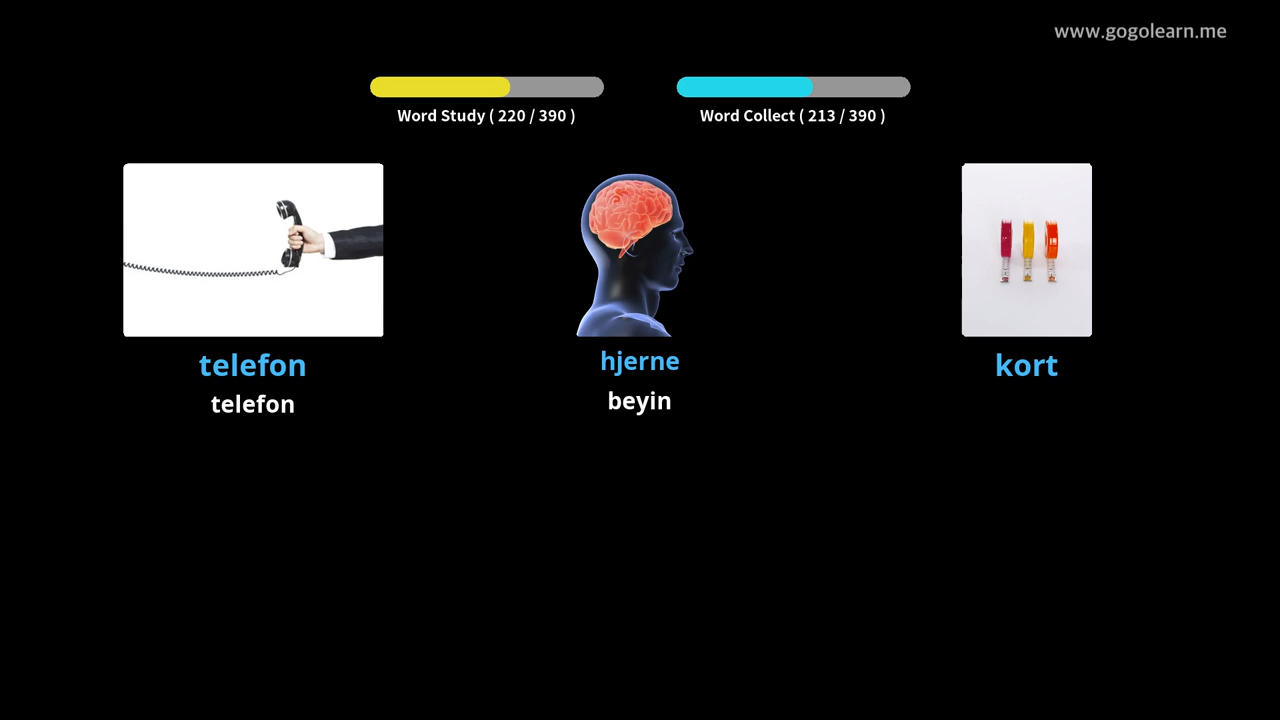 www.gogolearn.me
Word Study ( 220 / 390 )
Word Collect ( 213 / 390 )
telefon
telefon
hjerne
beyin
kort